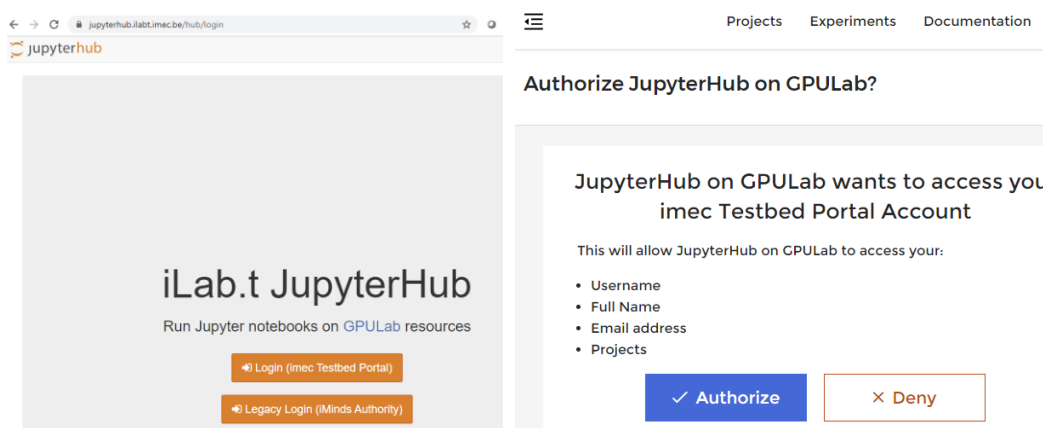 jupyterhub.ilabt.imec.be/hub/login
jupyterhub
iLab.t JupyterHub
Run Jupyter notebooks on GPULab resources
Login (imec Testbed Portal)
Legacy Login (iMinds Authority)
Projects Experiments Documentation
Authorize JupyterHub on GPULab?
JupyterHub on GPULab wants to access you
imec Testbed Portal Account
This will allow JupyterHub on GPULab to access your:
• Username
• Full Name
• Email address
• Projects
Authorize
Deny